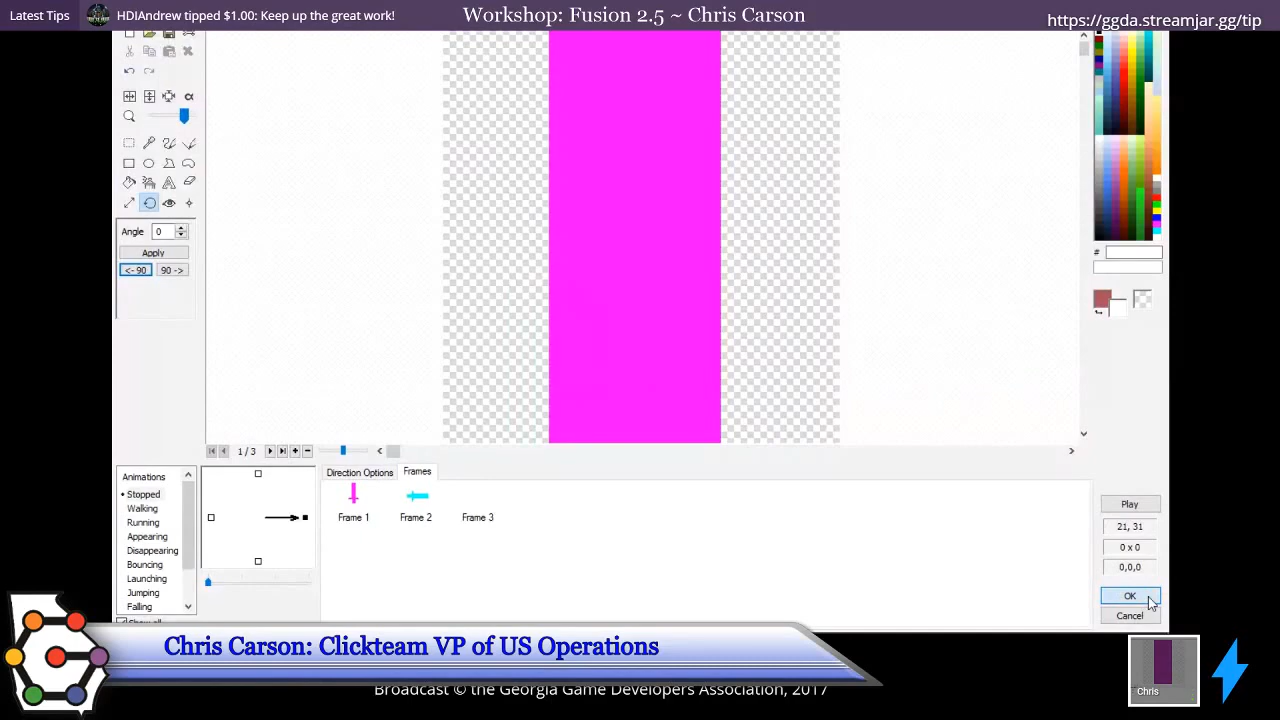 Latest Tips
HDIAndrew tipped $1.00: Keep up the great work!
Workshop: Fusion 2.5 ~ Chris Carson
https://ggda.streamjar.gg/tip
α
A
Angle 0
Apply
<- 90
90 ->
#
1 / 3
Animations
Stopped
Walking
Running
Appearing
Disappearing
Bouncing
Launching
Jumping
Falling
Direction Options
Frames
Frame 1
Frame 2
Frame 3
Play
21, 31
0 x 0
0,0,0
OK
Cancel
Chris Carson: Clickteam VP of US Operations
Broadcast © the Georgia Game Developers Association, 2017
Chris